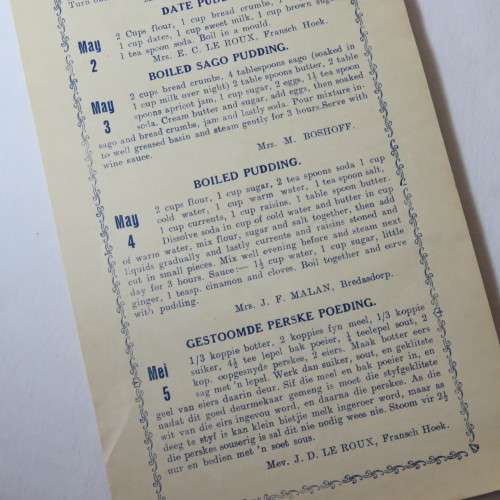 Turn out
DATE PUDDING.
May 2
2 Cups flour, 1 cup bread crumbs, 1
1 cup dates, 1 cup sweet milk, 1 cup brown sugar
1 tea spoon soda. Boil in a mould.
Mrs. E. C. LE ROUX, Fransch Hoek.
BOILED SAGO PUDDING.
May 3
2 cups bread crumbs, 4 tablespoons sago (soaked in
1 cup milk over night) 2 table spoons butter, 2 table
spoons apricot jam, 1 cup sugar, 2 eggs, 1½ tea spoon
soda. Cream butter and sugar, add eggs, then soaked
sago and bread crumbs, jam and lastly soda. Pour mixture in-
to well greased basin and steam gently for 3 hours. Serve with
wine sauce.
Mrs. M. ROSHOFF.
BOILED PUDDING.
May 4
2 cups flour, 1 cup sugar, 2 tea spoons soda 1 cup
cold water, 1 cup warm water, 1 tea spoon salt,
1 cup currents, 1 cup raisins, 1 table spoon butter.
Dissolve soda in cup of cold water and butter in cup
of warm water, mix flour, sugar and salt together, then add
liquids gradually and lastly currents and raisins stoned and
cut in small pieces. Mix well evening before and steam next
day for 3 hours. Sauce:— 1½ cup water, 1 cup sugar, little
ginger, 1 teasp. cinamon and cloves. Boil together and serve
with pudding.
Mrs. J. F. MALAN, Bredasdorp.
GESTOOMDE PERSKE POEDING.
Mei 5
1/3 koppie botter, 2 koppies fyn meel, 1/3 koppie
suiker, 4½ tee lepel bak poeier, ½ teelepel sout, 2
kop. oopgesnyde perskes, 2 eiers. Maak botter eers
sag met 'n lepel. Werk dan suiker, sout, en geklitste
geel van eiers daarin deur. Sif die meel en bak poeier in, en
nadat dit goed deurmekaar gemeng is moet die styfgeklitste
wit van die eiers ingevou word, en daarna die perskes. As die
deeg te styf is kan klein bietjie melk ingeroer word, maar as
die perskes souserig is sal dit nodig wees nie. Stoom vir 2½
nur en bedien met 'n soet sous.
Mev. J. D. LE ROUX, Fransch Hoek.